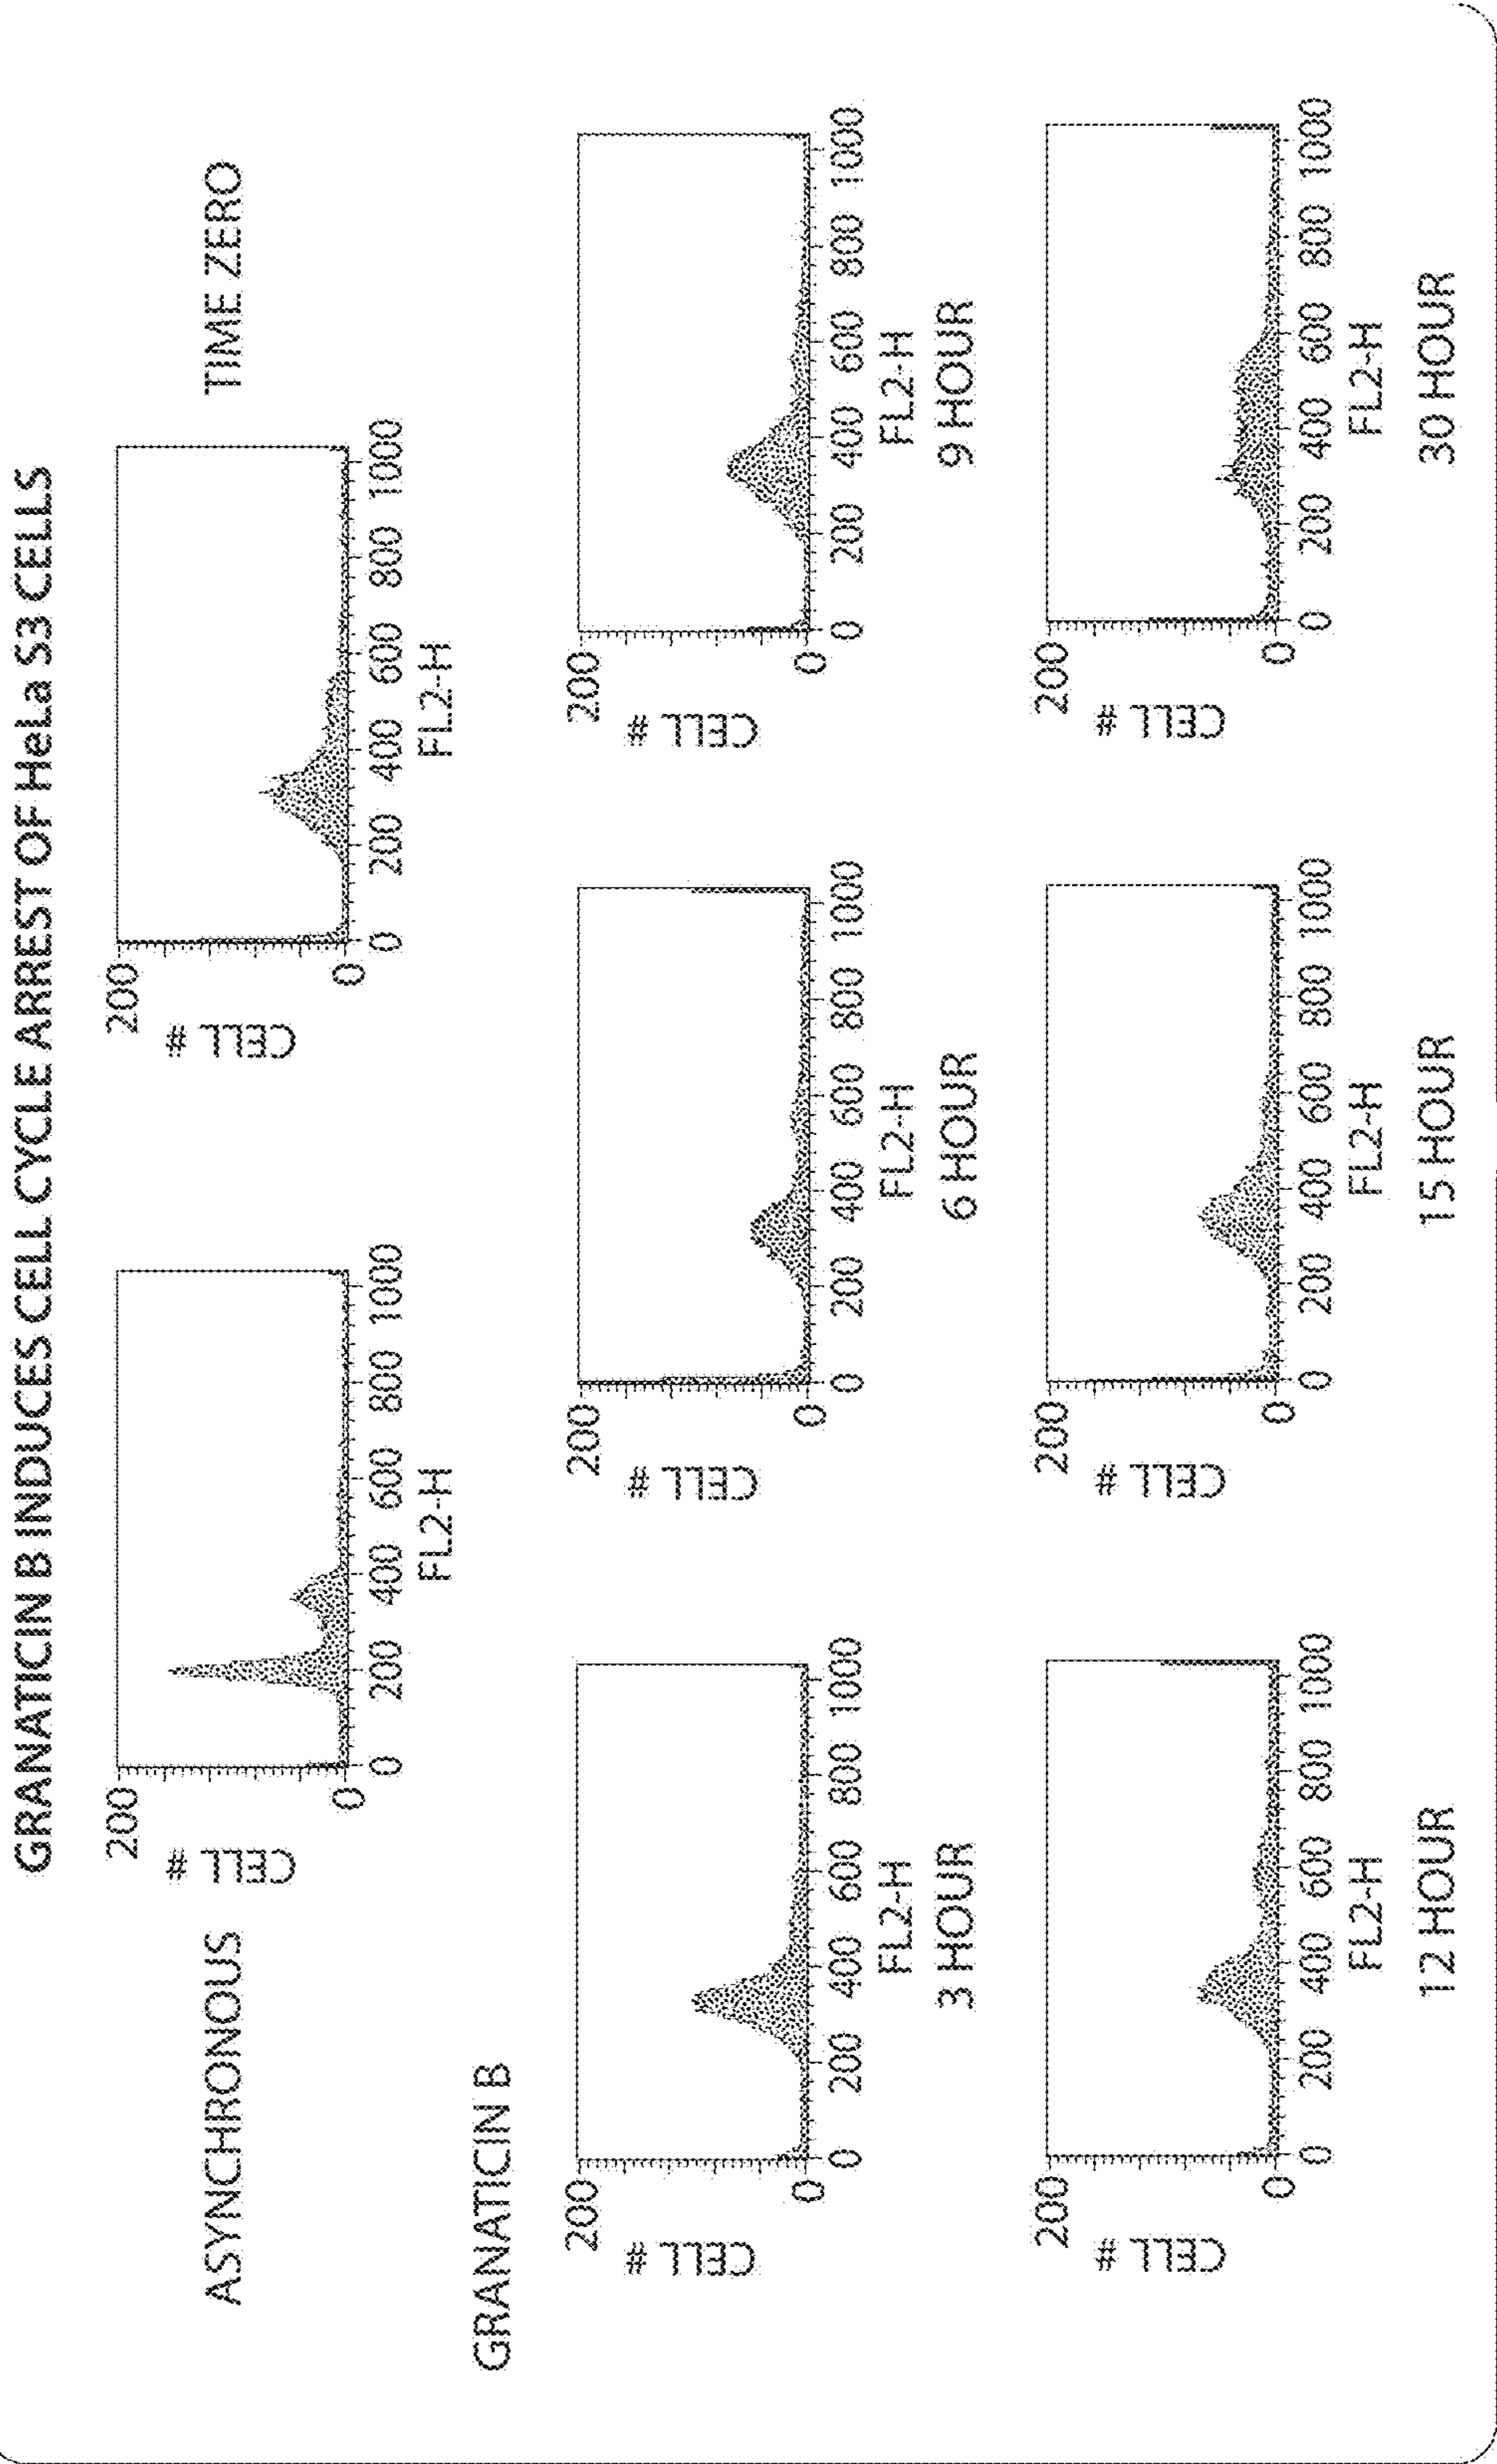 GRANATICIN B INDUCES CELL CYCLE ARREST OF HeLa S3 CELLS
ASYNCHRONOUS
CELL #
200
0
0 200 400 600 800 1000
FL2-H
CELL #
200
0
0 200 400 600 800 1000
FL2-H
TIME ZERO
GRANATICIN B
CELL #
200
0
0 200 400 600 800 1000
FL2-H
3 HOUR
CELL #
200
0
0 200 400 600 800 1000
FL2-H
6 HOUR
CELL #
200
0
0 200 400 600 800 1000
FL2-H
9 HOUR
CELL #
200
0
0 200 400 600 800 1000
FL2-H
12 HOUR
CELL #
200
0
0 200 400 600 800 1000
FL2-H
15 HOUR
CELL #
200
0
0 200 400 600 800 1000
FL2-H
30 HOUR